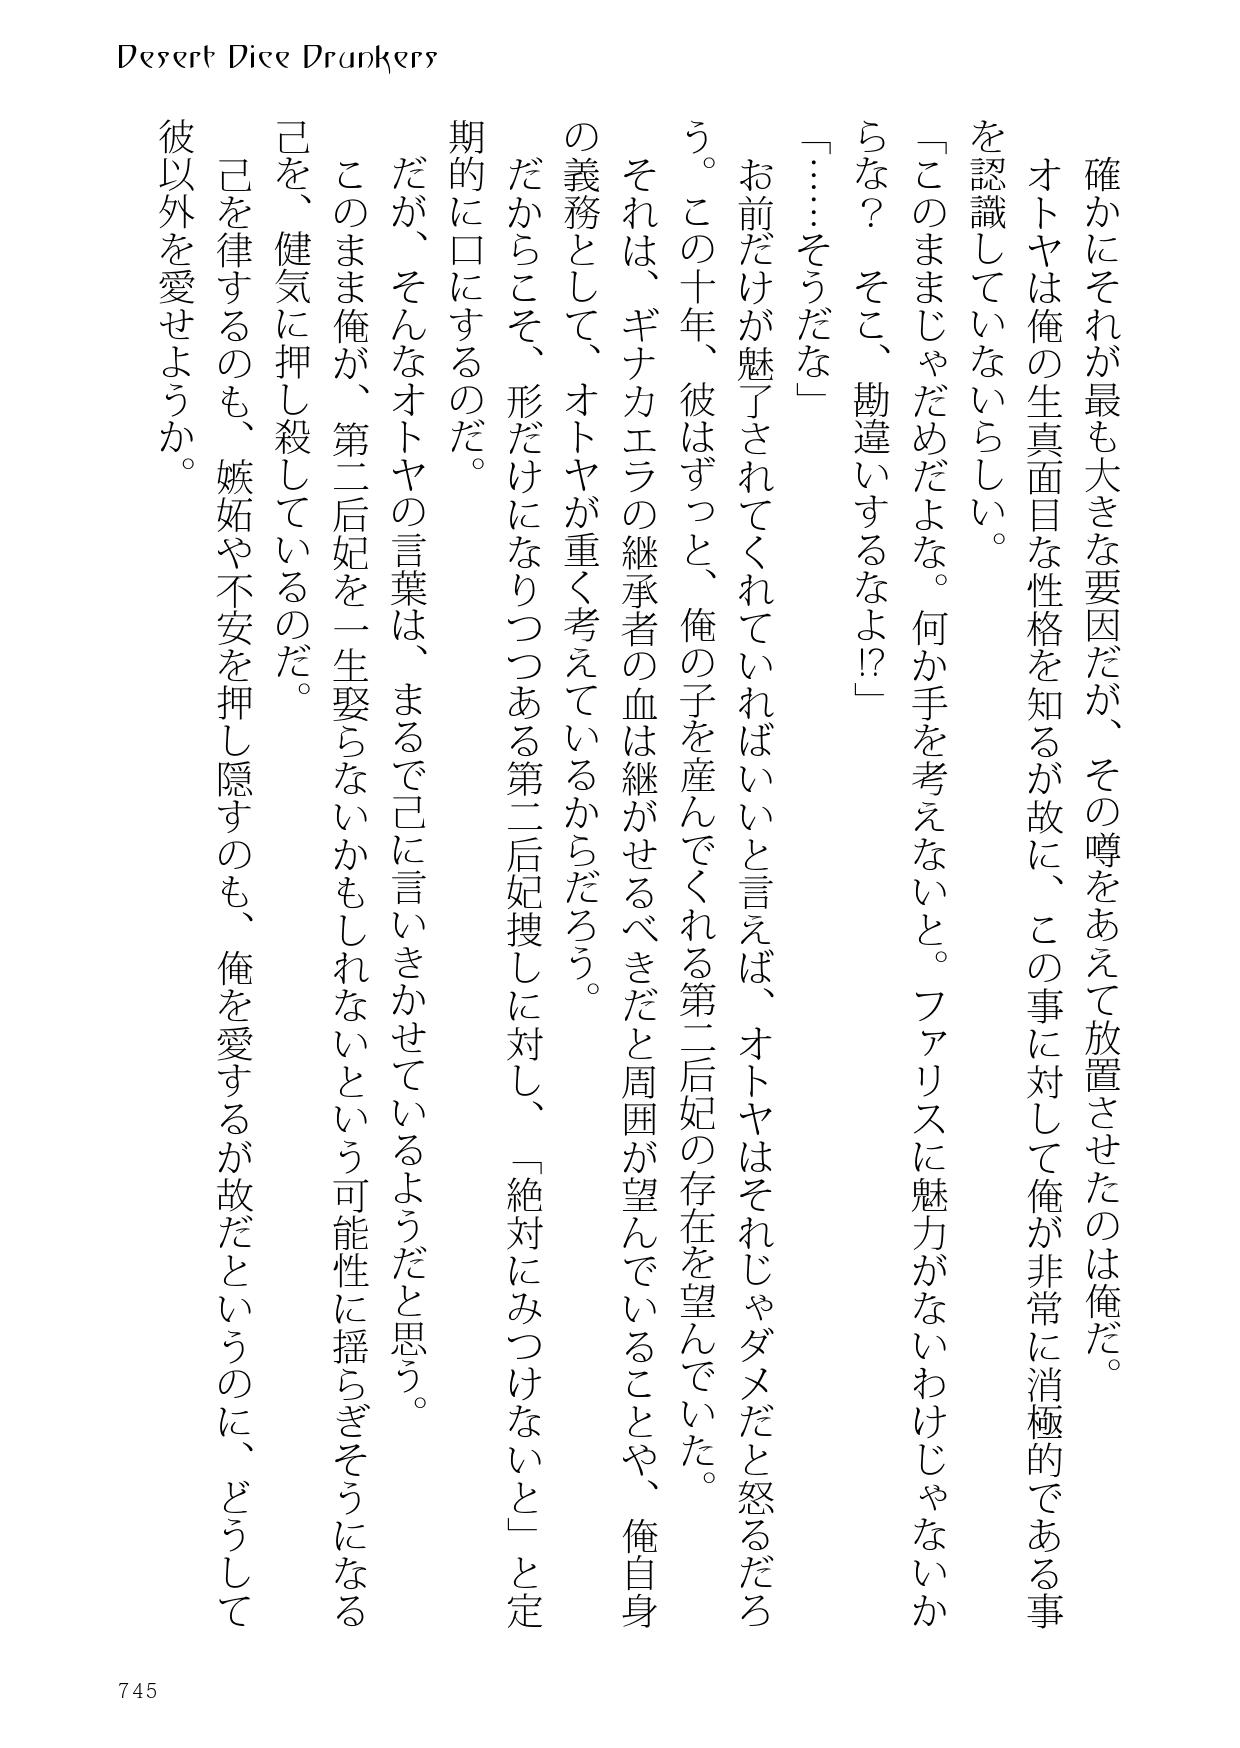 Desert Dice Drunkers
　確かにそれが最も大きな要因だが、その噂をあえて放置させたのは俺だ。
　オトヤは俺の生真面目な性格を知るが故に、この事に対して俺が非常に消極的である事
を認識していないらしい。
「このままじゃだめだよな。何か手を考えないと。ファリスに魅力がないわけじゃないか
らな？　そこ、勘違いするなよ!?」
「……そうだな」
　お前だけが魅了されてくれていればいいと言えば、オトヤはそれじゃダメだと怒るだろ
う。この十年、彼はずっと、俺の子を産んでくれる第二后妃の存在を望んでいた。
　それは、ギナカエラの継承者の血は継がせるべきだと周囲が望んでいることや、俺自身
の義務として、オトヤが重く考えているからだろう。
　だからこそ、形だけになりつつある第二后妃捜しに対し、「絶対にみつけないと」と定
期的に口にするのだ。
　だが、そんなオトヤの言葉は、まるで己に言いきかせているようだと思う。
　このまま俺が、第二后妃を一生娶らないかもしれないという可能性に揺らぎそうになる
己を、健気に押し殺しているのだ。
　己を律するのも、嫉妬や不安を押し隠すのも、俺を愛するが故だというのに、どうして
彼以外を愛せようか。
745